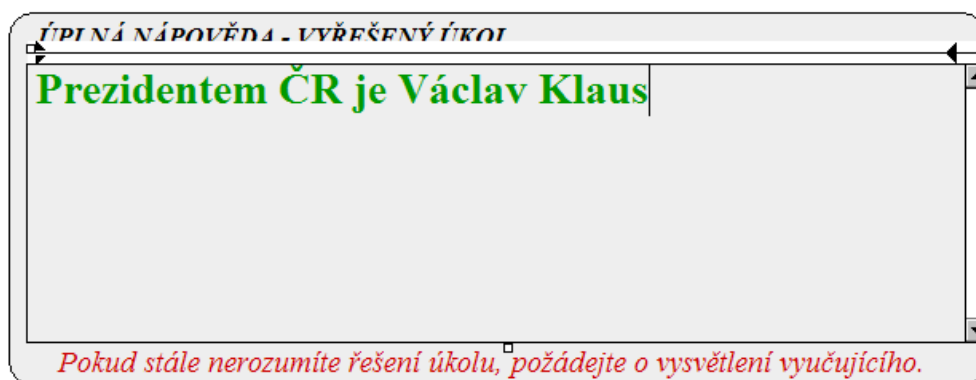 ÚPLNÁ NÁPOVĚDA - VYŘEŠENÝ ÚKOL
Prezidentem ČR je Václav Klaus
Pokud stále nerozumíte řešení úkolu, požádejte o vysvětlení vyučujícího.